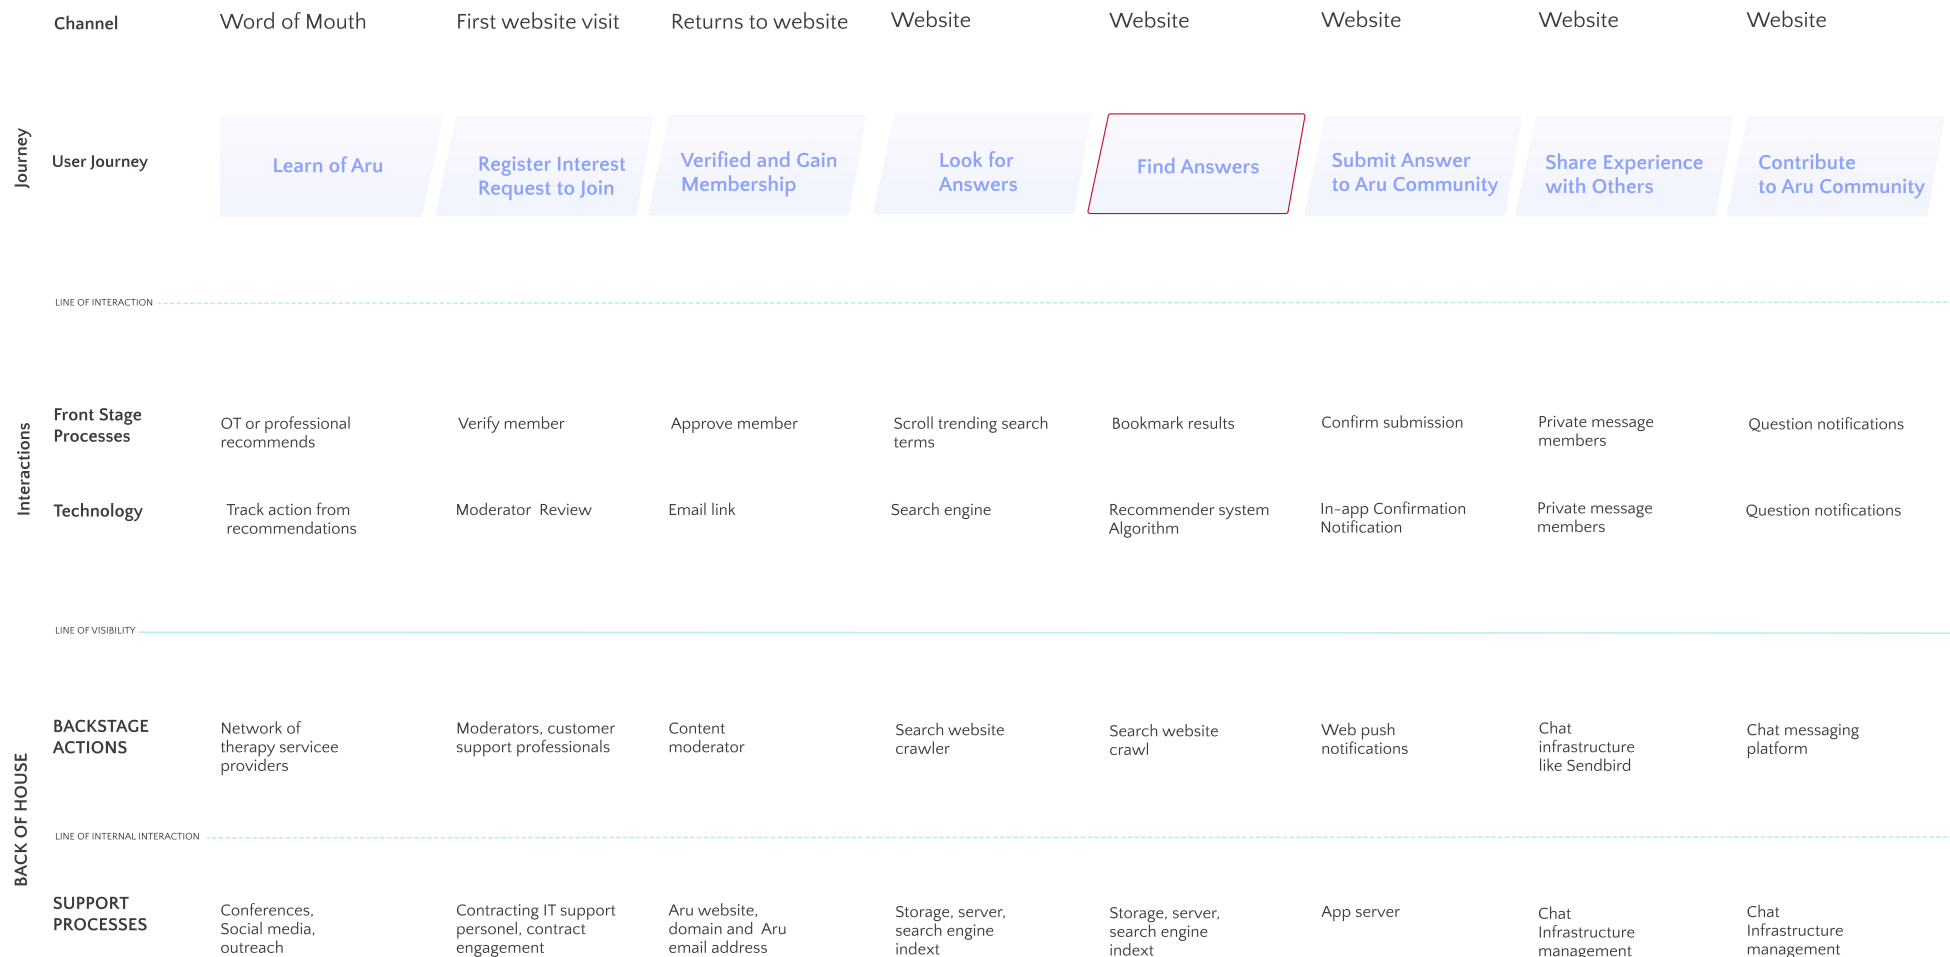 Channel
Word of Mouth
First website visit
Returns to website
Website
Website
Website
Website
Website
Journey
User Journey
Learn of Aru
Register Interest
Request to Join
Verified and Gain
Membership
Look for
Answers
Find Answers
Submit Answer
to Aru Community
Share Experience
with Others
Contribute
to Aru Community
LINE OF INTERACTION
Interactions
Front Stage
Processes
OT or professional
recommends
Verify member
Approve member
Scroll trending search
terms
Bookmark results
Confirm submission
Private message
members
Question notifications
Technology
Track action from
recommendations
Moderator  Review
Email link
Search engine
Recommender system
Algorithm
In-app Confirmation
Notification
Private message
members
Question notifications
LINE OF VISIBILITY
BACK OF HOUSE
BACKSTAGE
ACTIONS
Network of
therapy servicee
providers
Moderators, customer
support professionals
Content
moderator
Search website
crawler
Search website
crawl
Web push
notifications
Chat
infrastructure
like Sendbird
Chat messaging
platform
LINE OF INTERNAL INTERACTION
SUPPORT
PROCESSES
Conferences,
Social media,
outreach
Contracting IT support
personel, contract
engagement
Aru website,
domain and  Aru
email address
Storage, server,
search engine
indext
Storage, server,
search engine
indext
App server
Chat
Infrastructure
management
Chat
Infrastructure
management